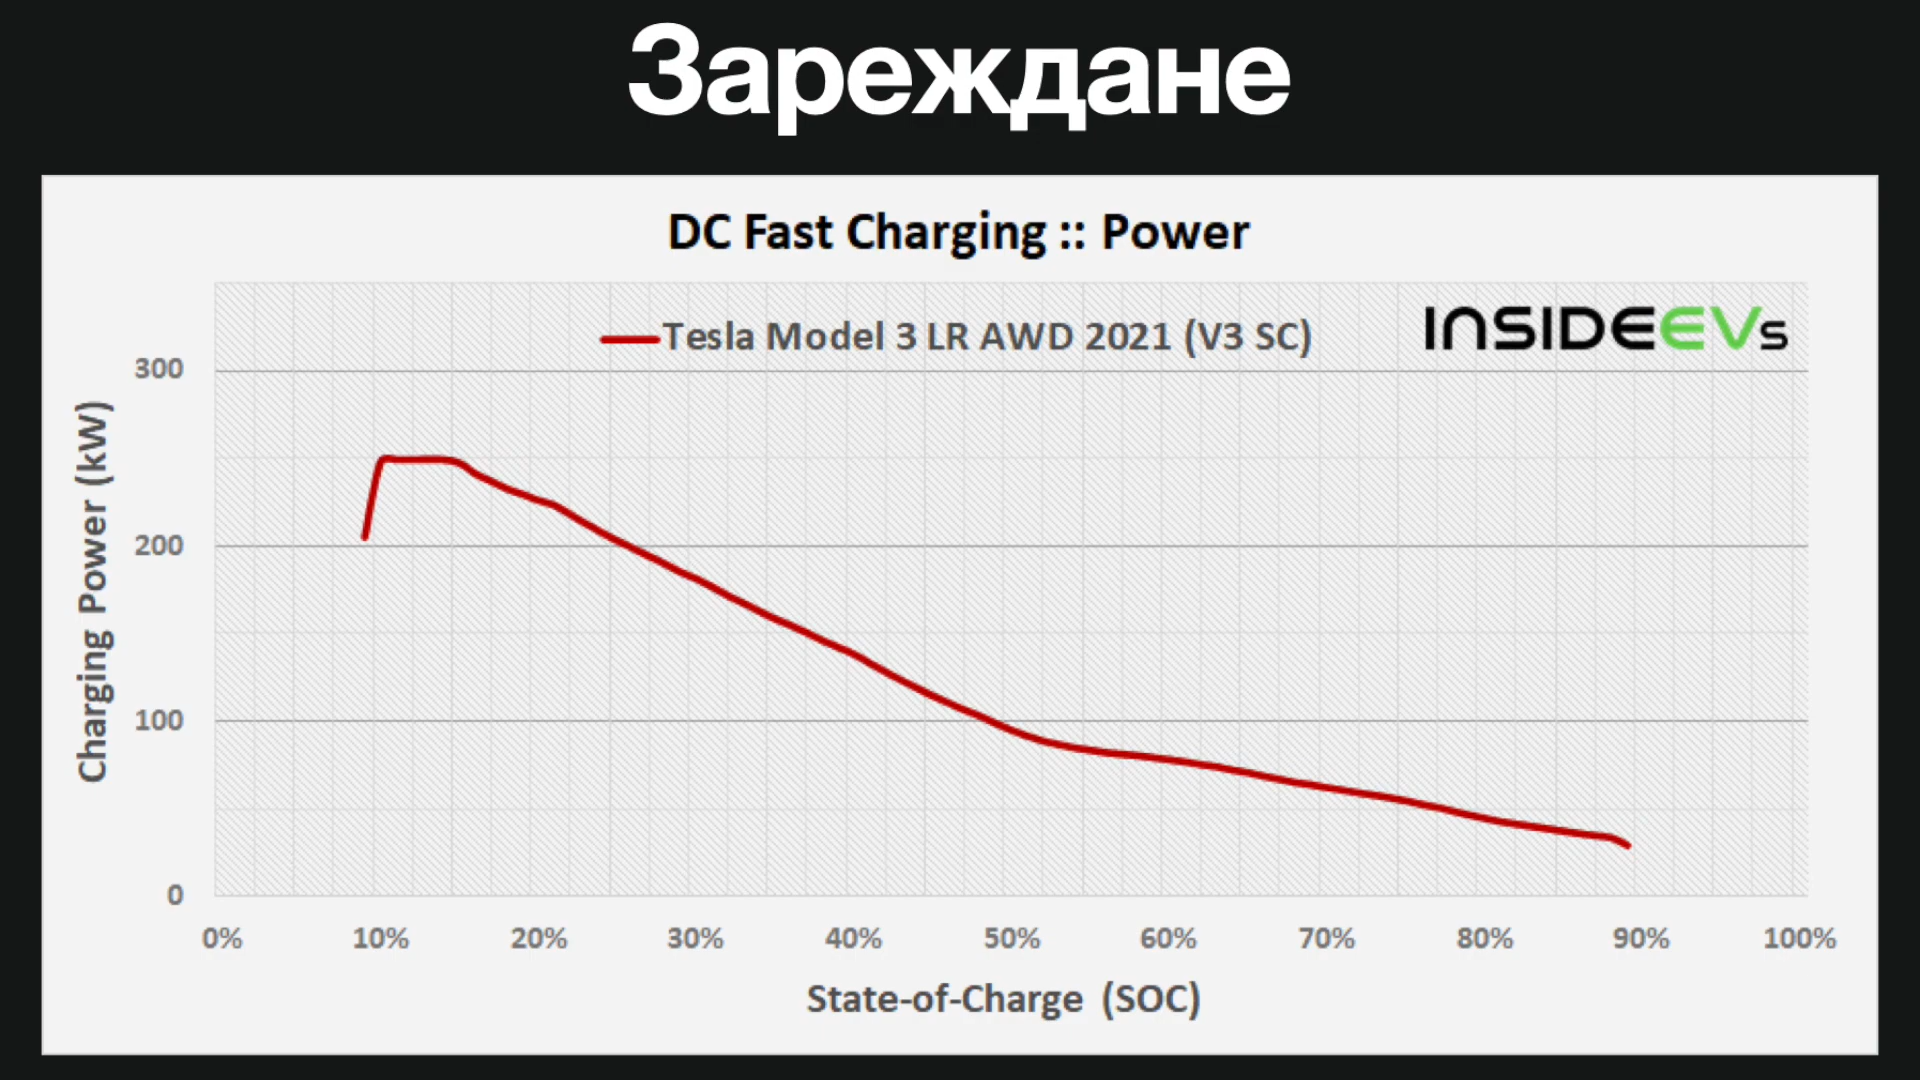 Зареждане
DC Fast Charging :: Power
Tesla Model 3 LR AWD 2021 (V3 SC)
INSIDEEVs
Charging Power (kW)
300
200
100
0
0% 10% 20% 30% 40% 50% 60% 70% 80% 90% 100%
State-of-Charge (SOC)